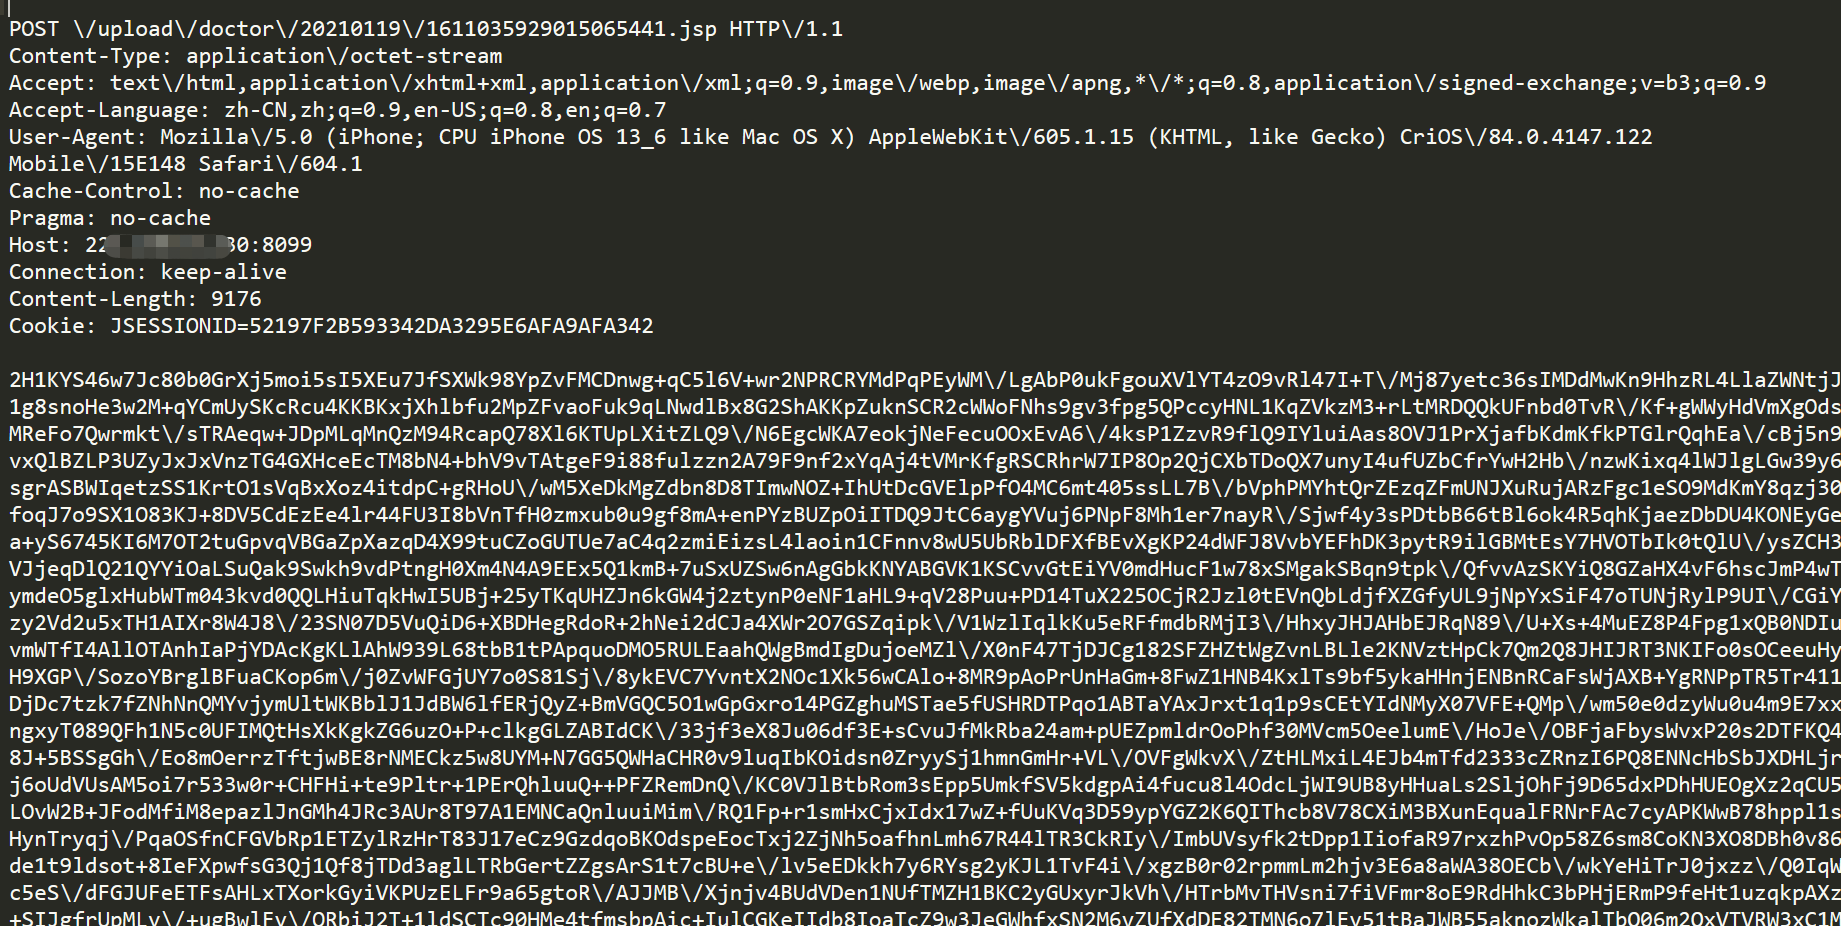 POST \/upload\/doctor\/20210119\/1611035929015065441.jsp HTTP\/1.1
Content-Type: application\/octet-stream
Accept: text\/html,application\/xhtml+xml,application\/xml;q=0.9,image\/webp,image\/apng,*\/*;q=0.8,application\/signed-exchange;v=b3;q=0.9
Accept-Language: zh-CN,zh;q=0.9,en-US;q=0.8,en;q=0.7
User-Agent: Mozilla\/5.0 (iPhone; CPU iPhone OS 13_6 like Mac OS X) AppleWebKit\/605.1.15 (KHTML, like Gecko) CriOS\/84.0.4147.122
Mobile\/15E148 Safari\/604.1
Cache-Control: no-cache
Pragma: no-cache
Host: 22 30:8099
Connection: keep-alive
Content-Length: 9176
Cookie: JSESSIONID=52197F2B593342DA3295E6AFA9AFA342
2H1KYS46w7Jc80b0GrXj5moi5sI5XEu7JfSXWk98YpZvFMCDnwg+qC5l6V+wr2NPRCRYMdPqPEyWM\/LgAbP0ukFgouXVlYT4zO9vRl47I+T\/Mj87yetc36sIMDdMwKn9HhzRL4LlaZWNtjJ
1g8snoHe3w2M+qYCmUySKcRcu4KKBKxjXhlbfu2MpZFvaoFuk9qLNwdlBx8G2ShAKKpZuknSCR2cWWoFNhs9gv3fpg5QPccyHNL1KqZVkzM3+rLtMRDQQkUFnbd0TvR\/Kf+gWWyHdVmXgOds
MReFo7Qwrmkt\/sTRAeqw+JDpMLqMnQzM94RcapQ78Xl6KTUpLXitZLQ9\/N6EgcWKA7eokjNeFecuOOxEvA6\/4ksP1ZzvR9flQ9IYluiAas8OVJ1PrXjafbKdmKfkPTGlrQqhEa\/cBj5n9
vxQlBZLP3UZyJxJxVnzTG4GXHceEcTM8bN4+bhV9vTAtgeF9i88fulzzn2A79F9nf2xYqAj4tVMrKfgRSCRhrW7IP8Op2QjCXbTDoQX7unyI4ufUZbCfrYwH2Hb\/nzwKixq4lWJlgLGw39y6
sgrASBWIqetzSS1KrtO1sVqBxXoz4itdpC+gRHoU\/wM5XeDkMgZdbn8D8TImwNOZ+IhUtDcGVElpPfO4MC6mt405ssLL7B\/bVphPMYhtQrZEzqZFmUNJXuRujARzFgc1eSO9MdKmY8qzj30
foqJ7o9SX1O83KJ+8DV5CdEzEe4lr44FU3I8bVnTfH0zmxub0u9gf8mA+enPYzBUZpOiITDQ9JtC6aygYVuj6PNpF8Mh1er7nayR\/Sjwf4y3sPDtbB66tBl6ok4R5qhKjaezDbDU4KONEyGe
a+yS6745KI6M7OT2tuGpvqVBGaZpXazqD4X99tuCZoGUTUe7aC4q2zmiEizsL4laoin1CFnnv8wU5UbRblDFXfBEvXgKP24dWFJ8VvbYEFhDK3pytR9ilGBMtEsY7HVOTbIk0tQlU\/ysZCH3
VJjeqDlQ21QYYiOaLSuQak9Swkh9vdPtngH0Xm4N4A9EEx5Q1kmB+7uSxUZSw6nAgGbkKNYABGVK1KSCvvGtEiYV0mdHucF1w78xSMgakSBqn9tpk\/QfvvAzSKYiQ8GZaHX4vF6hscJmP4wT
ymdeO5glxHubWTm043kvd0QQLHiuTqkHwI5UBj+25yTKqUHZJn6kGW4j2ztynP0eNF1aHL9+qV28Puu+PD14TuX225OCjR2Jzl0tEVnQbLdjfXZGfyUL9jNpYxSiF47oTUNjRylP9UI\/CGiY
zy2Vd2u5xTH1AIXr8W4J8\/23SN07D5VuQiD6+XBDHegRdoR+2hNei2dCJa4XWr2O7GSZqipk\/V1WzlIqlkKu5eRFfmdbRMjI3\/HhxyJHJAHbEJRqN89\/U+Xs+4MuEZ8P4Fpg1xQB0NDIu
vmWTfI4AllOTAnhIaPjYDAcKgKLlAhW939L68tbB1tPApquoDMO5RULEaahQWgBmdIgDujoeMZl\/X0nF47TjDJCg182SFZHZtWgZvnLBLle2KNVztHpCk7Qm2Q8JHIJRT3NKIFo0sOCeeuHy
H9XGP\/SozoYBrglBFuaCKop6m\/j0ZvWFGjUY7o0S81Sj\/8ykEVC7YvntX2NOc1Xk56wCAlo+8MR9pAoPrUnHaGm+8FwZ1HNB4KxlTs9bf5ykaHHnjENBnRCaFsWjAXB+YgRNPpTR5Tr411
DjDc7tzk7fZNhNnQMYvjymUltWKBblJ1JdBW6lfERjQyZ+BmVGQC5O1wGpGxro14PGZghuMSTae5fUSHRDTPqo1ABTaYAxJrxt1q1p9sCEtYIdNMyX07VFE+QMp\/wm50e0dzyWu0u4m9E7xx
ngxyT089QFh1N5c0UFIMQtHsXkKgkZG6uzO+P+clkgGLZABIdCK\/33jf3eX8Ju06df3E+sCvuJfMkRba24am+pUEZpmldrOoPhf30MVcm5OeelumE\/HoJe\/OBFjaFbysWvxP20s2DTFKQ4
8J+5BSSgGh\/Eo8mOerrzTftjwBE8rNMECkz5w8UYM+N7GG5QWHaCHR0v9luqIbKOidsn0ZryySj1hmnGmHr+VL\/OVFgWkvX\/ZtHLMxiL4EJb4mTfd2333cZRnzI6PQ8ENNcHbSbJXDHLjr
j6oUdVUsAM5oi7r533w0r+CHFHi+te9Pltr+1PErQhluuQ++PFZRemDnQ\/KC0VJlBtbRom3sEpp5UmkfSV5kdgpAi4fucu8l4OdcLjWI9UB8yHHuaLs2SljOhFj9D65dxPDhHUEOgXz2qCU5
LOvW2B+JFodMfiM8epazlJnGMh4JRc3AUr8T97A1EMNCaQnluuiMim\/RQ1Fp+r1smHxCjxIdx17wZ+fUuKVq3D59ypYGZ2K6QIThcb8V78CXiM3BXunEqualFRNrFAc7cyAPKWwB78hppl1s
HynTryqj\/PqaOSfnCFGVbRp1ETZylRzHrT83J17eCz9GzdqoBKOdspeEocTxj2ZjNh5oafhnLmh67R44lTR3CkRIy\/ImbUVsyfk2tDpp1IiofaR97rxzhPvOp58Z6sm8CoKN3XO8DBh0v86
de1t9ldsot+8IeFXpwfsG3Qj1Qf8jTDd3aglLTRbGertZZgsArS1t7cBU+e\/lv5eEDkkh7y6RYsg2yKJL1TvF4i\/xgzB0r02rpmmLm2hjv3E6a8aWA38OECb\/wkYeHiTrJ0jxzz\/Q0IqW
c5eS\/dFGJUFeETFsAHLxTXorkGyiVKPUzELFr9a65gtoR\/AJJMB\/Xjnjv4BUdVDen1NUfTMZH1BKC2yGUxyrJkVh\/HTrbMvTHVsni7fiVFmr8oE9RdHhkC3bPHjERmP9feHt1uzqkpAXz